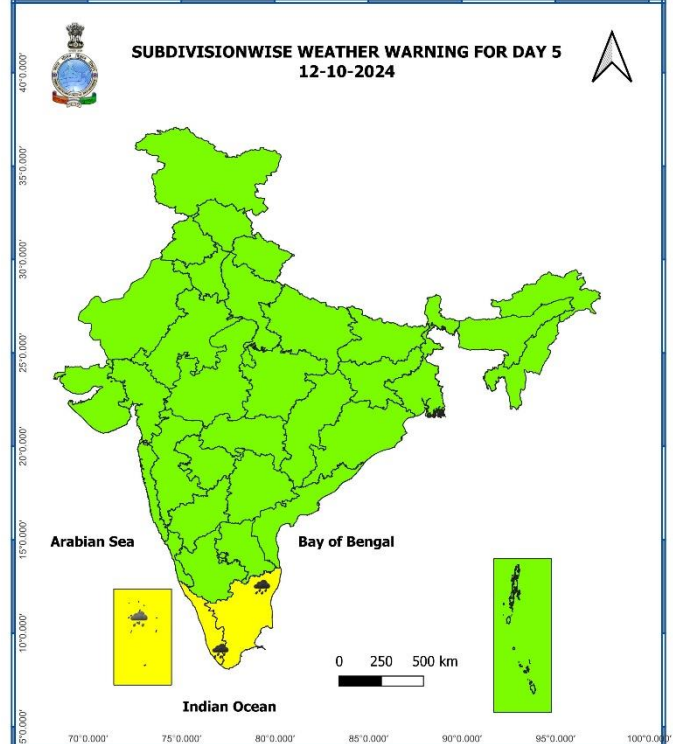 SUBDIVISIONWISE WEATHER WARNING FOR DAY 5
12-10-2024
40°0.000'
35°0.000'
30°0.000'
25°0.000'
20°0.000'
15°0.000'
10°0.000'
5°0.000'
Arabian Sea
Bay of Bengal
0 250 500 km
Indian Ocean
70°0.000' 75°0.000' 80°0.000' 85°0.000' 90°0.000' 95°0.000' 100°0.000'